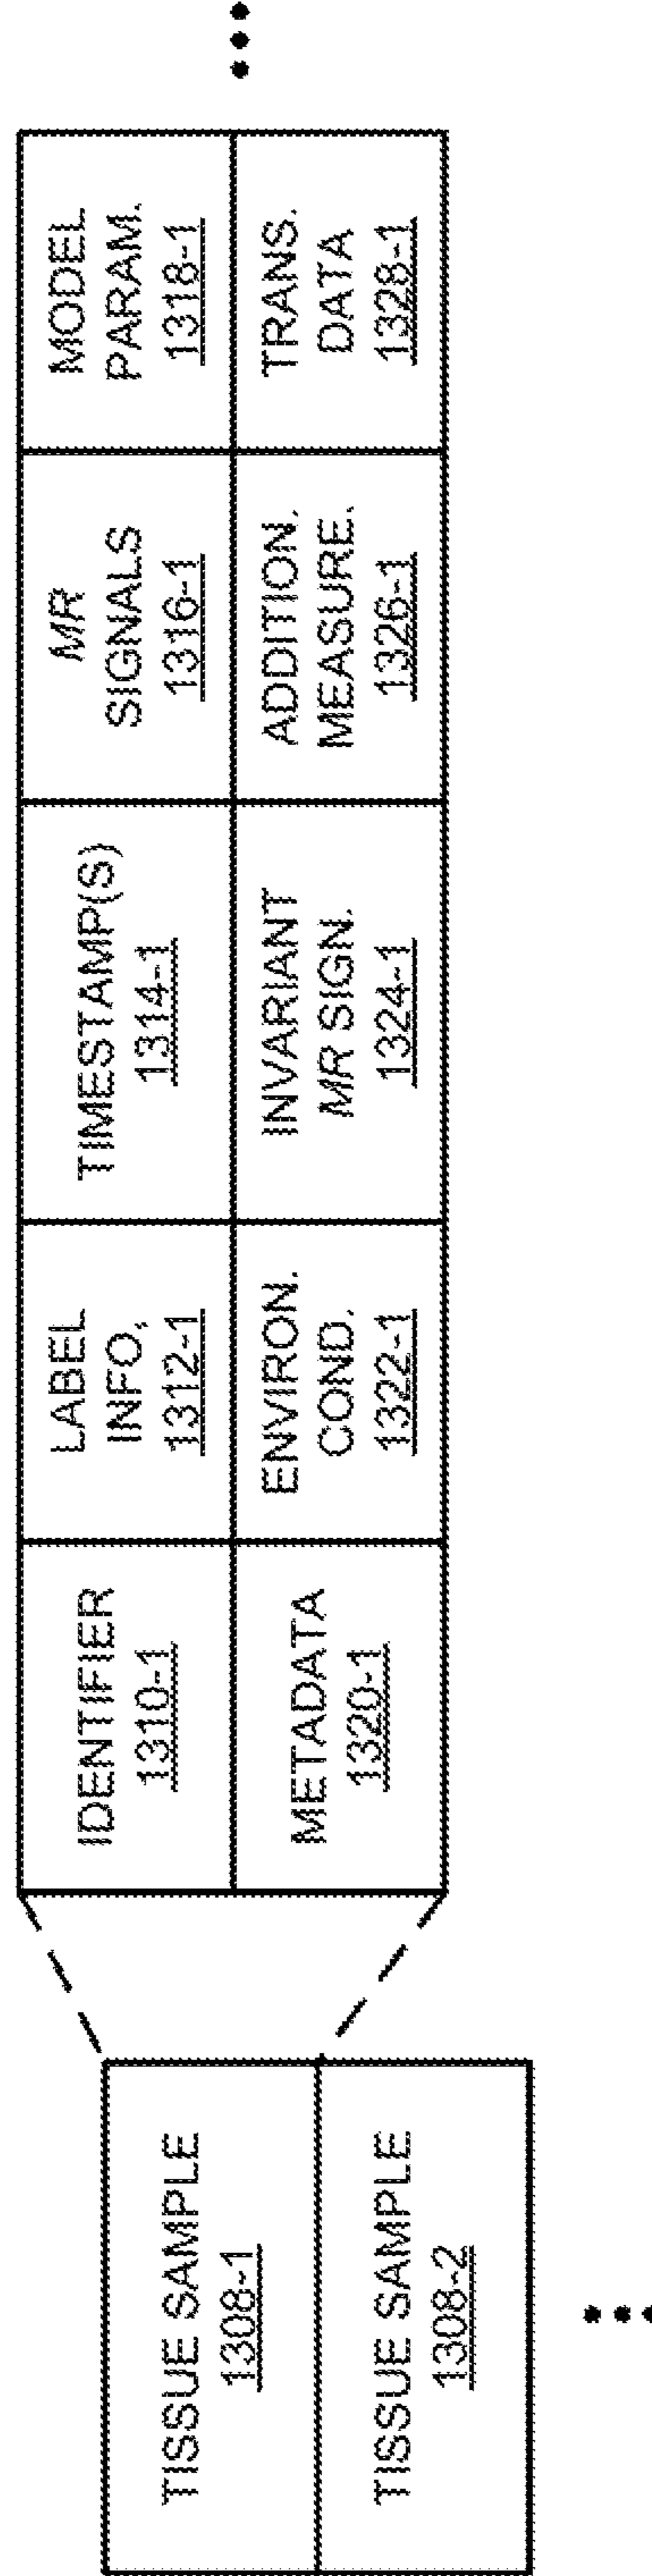 TISSUE SAMPLE
1308-1
TISSUE SAMPLE
1308-2
IDENTIFIER
1310-1
LABEL
INFO.
1312-1
TIMESTAMP(S)
1314-1
MR
SIGNALS
1316-1
MODEL
PARAM.
1318-1
METADATA
1320-1
ENVIRON.
COND.
1322-1
INVARIANT
MR SIGN.
1324-1
ADDITION.
MEASURE.
1326-1
TRANS.
DATA
1328-1